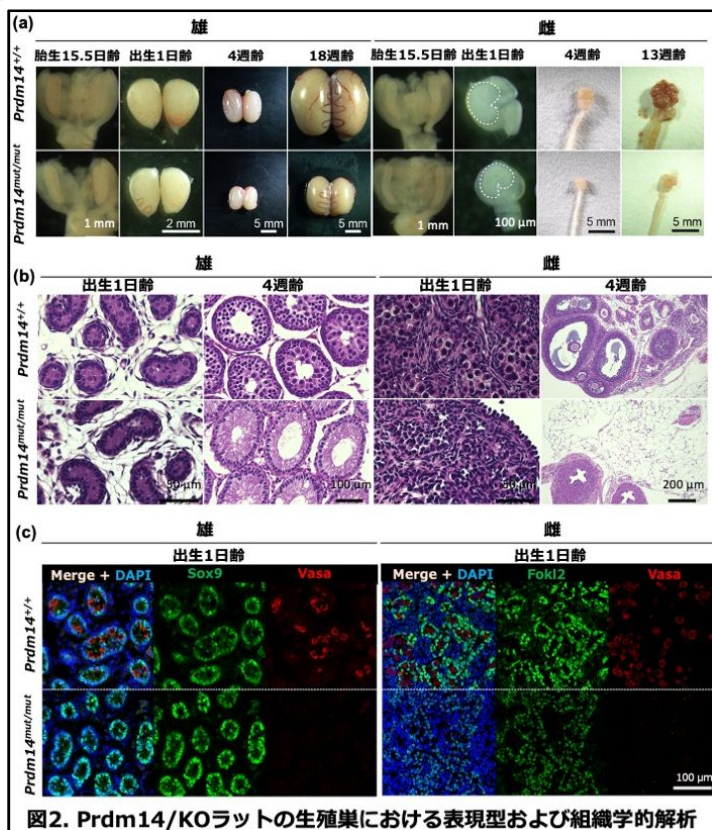 (a)
雄 雌
胎生15.5日齢 出生1日齢 4週齢 18週齢 胎生15.5日齢 出生1日齢 4週齢 13週齢
Prdm14+/+
Prdm14mut/mut
1 mm 2 mm 5 mm 5 mm 1 mm 100 µm 5 mm 5 mm
(b)
雄 雌
出生1日齢 4週齢 出生1日齢 4週齢
Prdm14+/+
Prdm14mut/mut
50 µm 100 µm 50 µm 200 µm
(c)
雄 雌
出生1日齢 出生1日齢
Merge + DAPI Sox9 Vasa Merge + DAPI Fokl2 Vasa
Prdm14+/+
Prdm14mut/mut
100 µm
図2. Prdm14/KOラットの生殖巣における表現型および組織学的解析